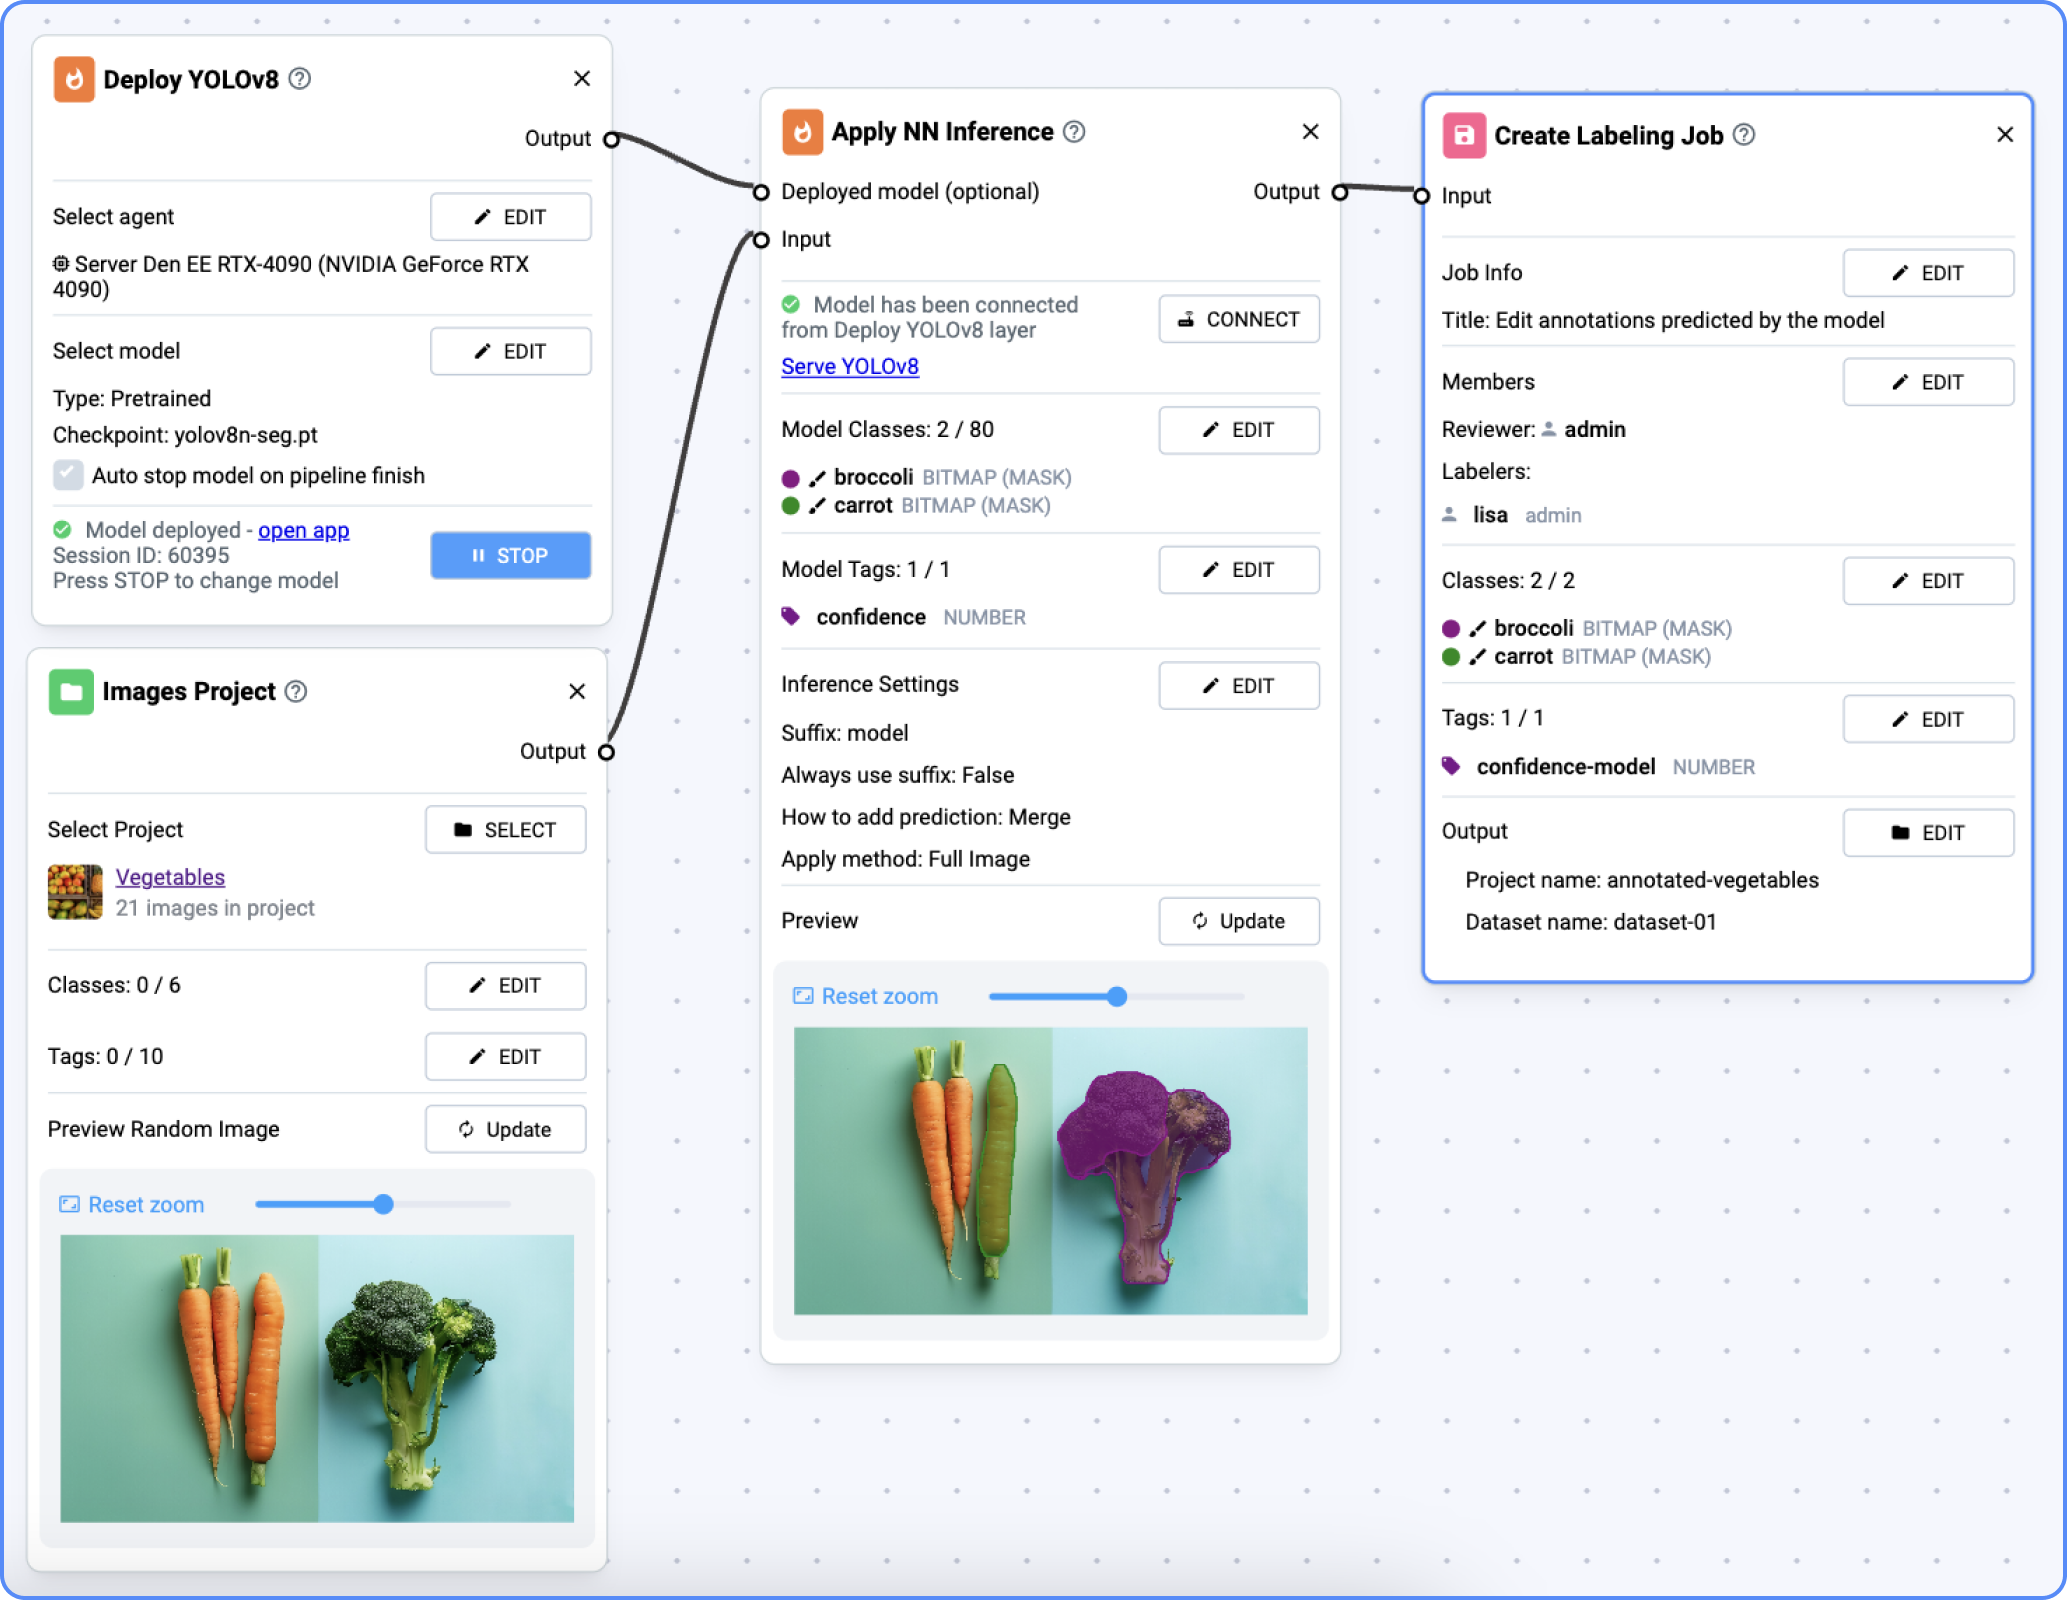 Deploy YOLOv8
Output
Select agent
EDIT
Server Den EE RTX-4090 (NVIDIA GeForce RTX
4090)
Select model
EDIT
Type: Pretrained
Checkpoint: yolov8n-seg.pt
Auto stop model on pipeline finish
Model deployed - open app
Session ID: 60395
Press STOP to change model
STOP
Images Project
Output
Select Project
SELECT
Vegetables
21 images in project
Classes: 0 / 6
EDIT
Tags: 0 / 10
EDIT
Preview Random Image
Update
Reset zoom
Apply NN Inference
Deployed model (optional)
Output
Input
Model has been connected
from Deploy YOLOv8 layer
CONNECT
Serve YOLOv8
Model Classes: 2 / 80
EDIT
broccoli BITMAP (MASK)
carrot BITMAP (MASK)
Model Tags: 1 / 1
EDIT
confidence NUMBER
Inference Settings
EDIT
Suffix: model
Always use suffix: False
How to add prediction: Merge
Apply method: Full Image
Preview
Update
Reset zoom
Create Labeling Job
Input
Job Info
EDIT
Title: Edit annotations predicted by the model
Members
EDIT
Reviewer: admin
Labelers:
lisa admin
Classes: 2 / 2
EDIT
broccoli BITMAP (MASK)
carrot BITMAP (MASK)
Tags: 1 / 1
EDIT
confidence-model NUMBER
Output
EDIT
Project name: annotated-vegetables
Dataset name: dataset-01